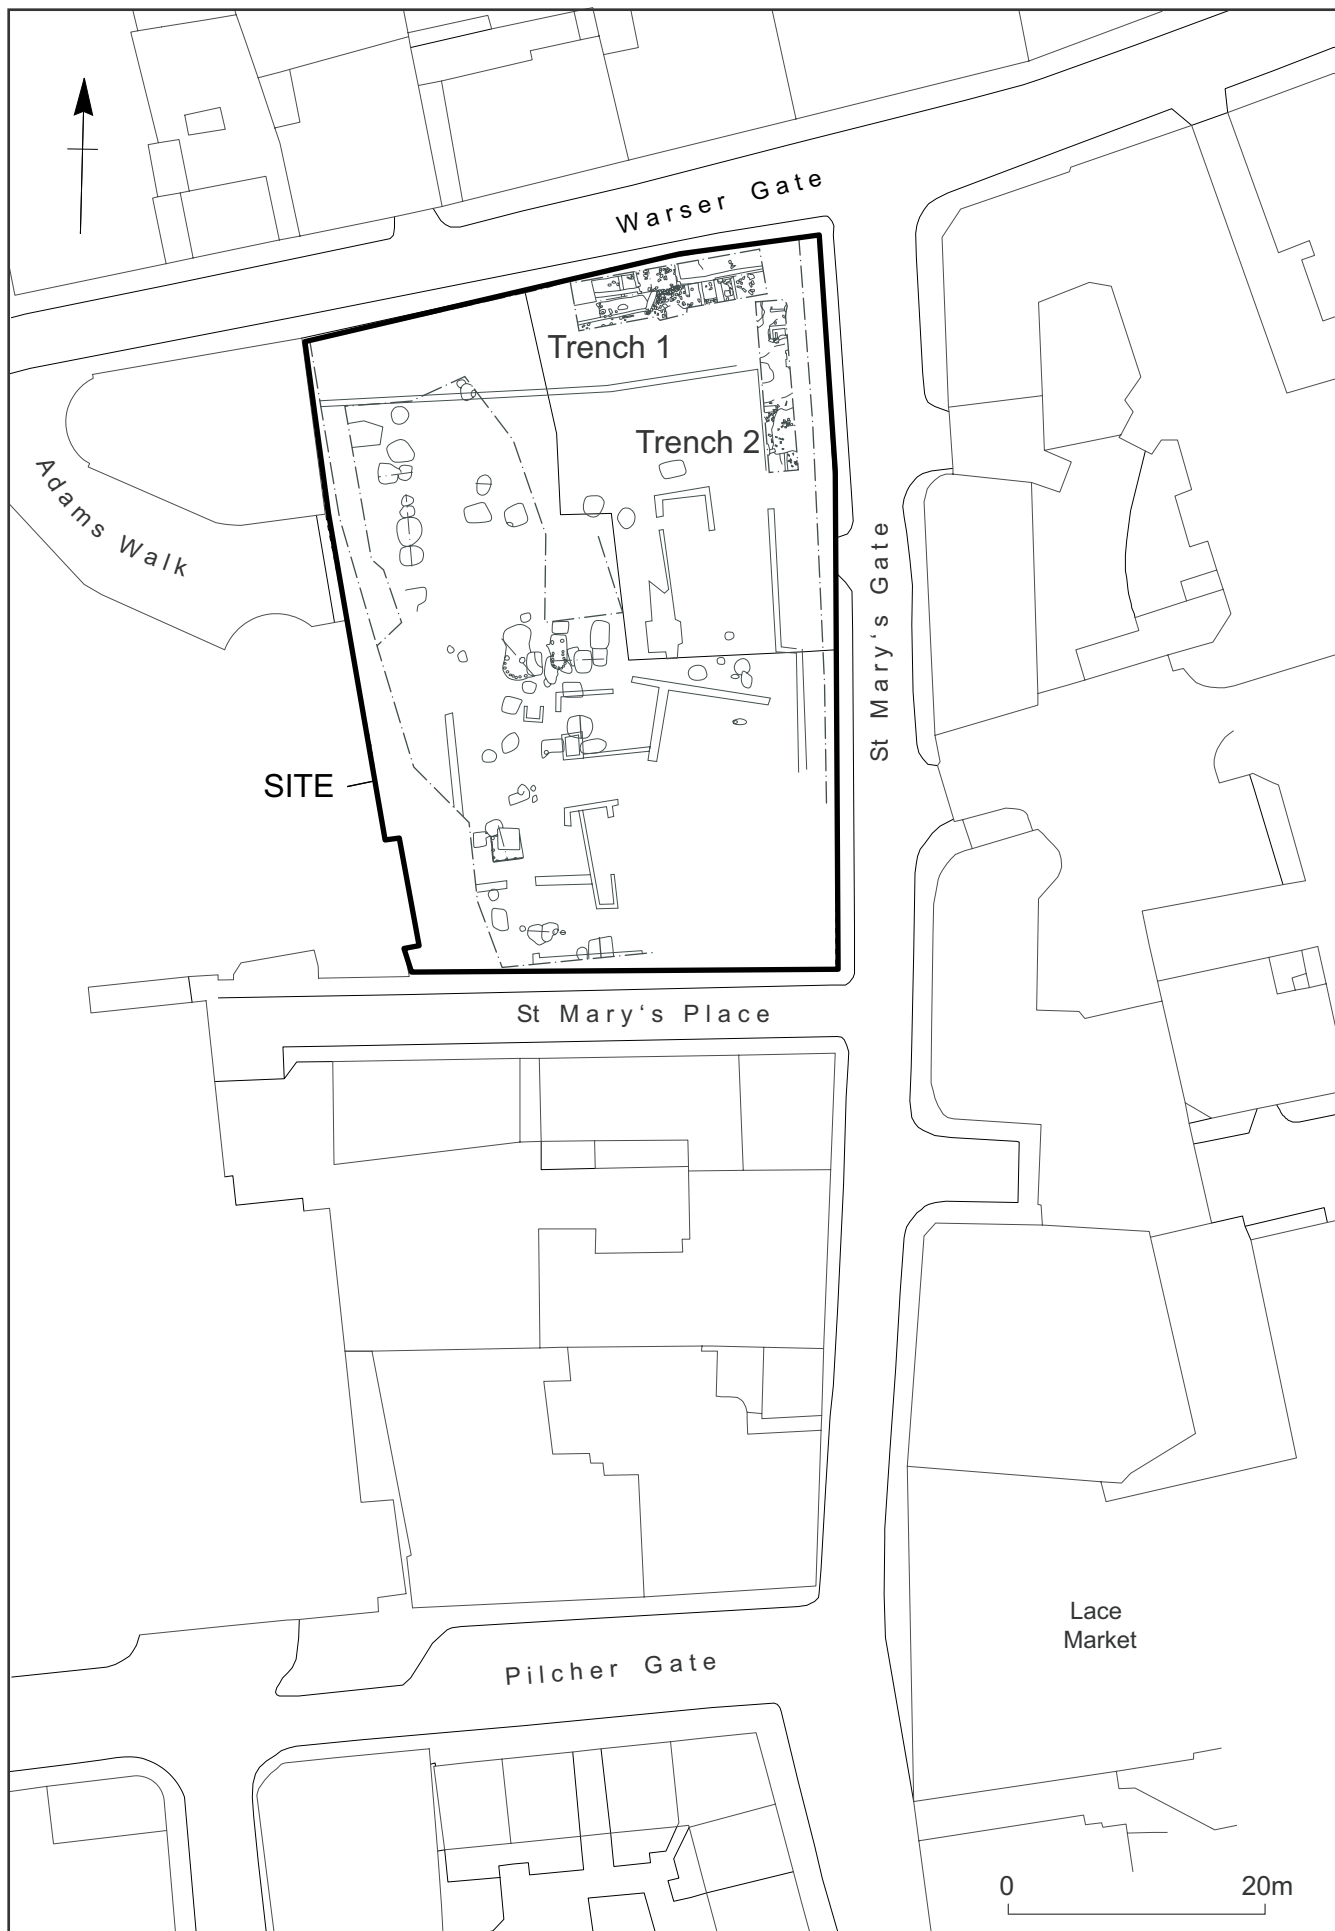 Warser Gate
Trench 1
Trench 2
Adams Walk
St Mary‘s Gate
SITE
St Mary‘s Place
Lace
Market
Pilcher Gate
0 20m